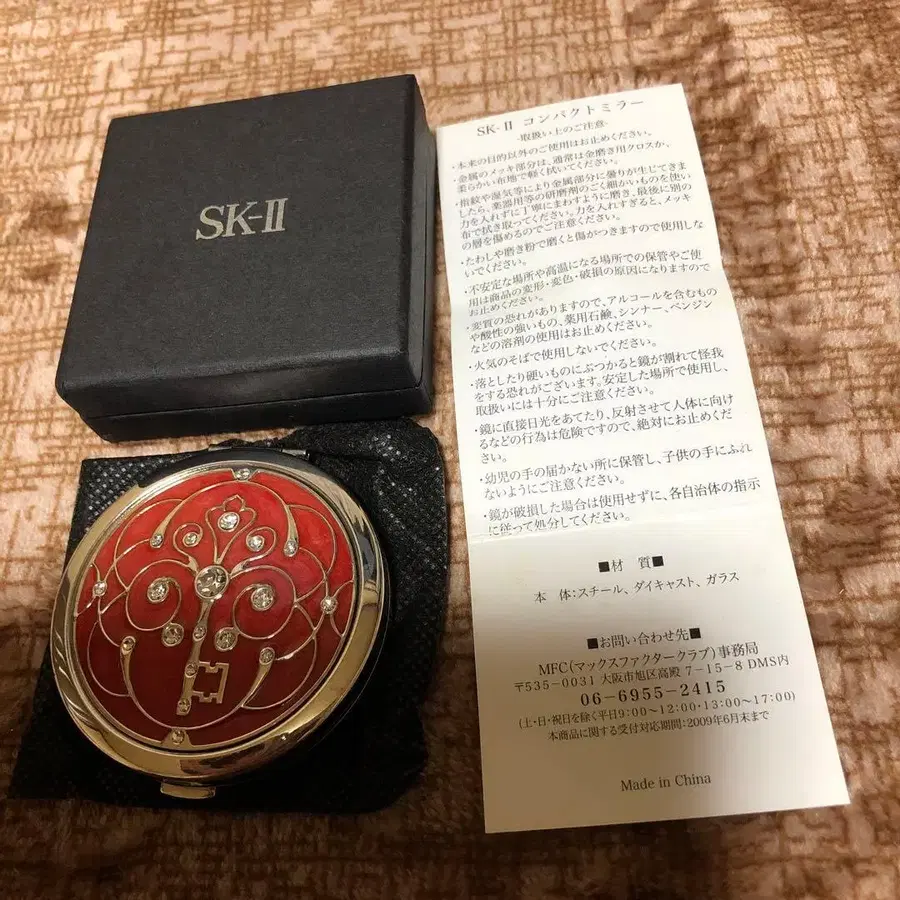 SK-II
SK-II コンパクトミラー
-取扱い上のご注意-
・本来の目的以外のご使用はお止めください。
・金属のメッキ部分は、通常は金磨き用クロスか、
柔らかい布地で軽く拭いてください。
・指紋や湿気等により金属部分に曇りが生じてきま
したら、薬器用等の研磨剤のごく細かいものを使い
力を入れずに丁寧にまわすように磨き、最後に別の
布で拭き取ってください。力を入れすぎると、メッキ
の層を傷めるのでご注意ください。
・たわしや磨き粉で磨くと傷がつきますので使用しな
いでください。
・不安定な場所や高温になる場所での保管やご使
用は商品の変形・変色・破損の原因になりますので
お止めください。
・変質の恐れがありますので、アルコールを含むもの
や酸性の強いもの、薬用石鹸、シンナー、ベンジン
などの溶剤の使用はお止めください。
・火気のそばで使用しないでください。
・落としたり硬いものにぶつかると鏡が割れて怪我
をする恐れがございます。安定した場所で使用し、
取扱いには十分にご注意ください。
・鏡に直接日光をあてたり、反射させて人体に向け
るなどの行為は危険ですので、絶対にお止めくだ
さい。
・幼児の手の届かない所に保管し、子供の手にふれ
ないようにご注意ください。
・鏡が破損した場合は使用せずに、各自治体の指示
に従って処分してください。
■材 質■
本 体:スチール、ダイキャスト、ガラス
■お問い合わせ先■
MFC(マックスファクタークラブ)事務局
〒535-0031 大阪市旭区高殿 7-15-8 DMS内
06-6955-2415
(土・日・祝日を除く平日9:00~12:00・13:00~17:00)
本商品に関する受付対応期間:2009年6月末まで
Made in China